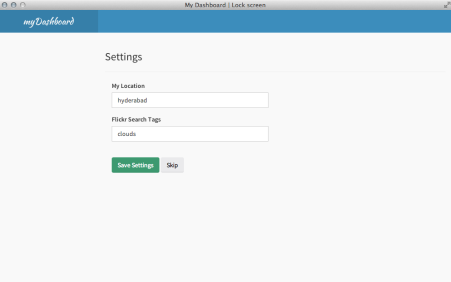 My Dashboard | Lock screen
myDashboard
Settings
My Location
hyderabad
Flickr Search Tags
clouds
Save Settings
Skip